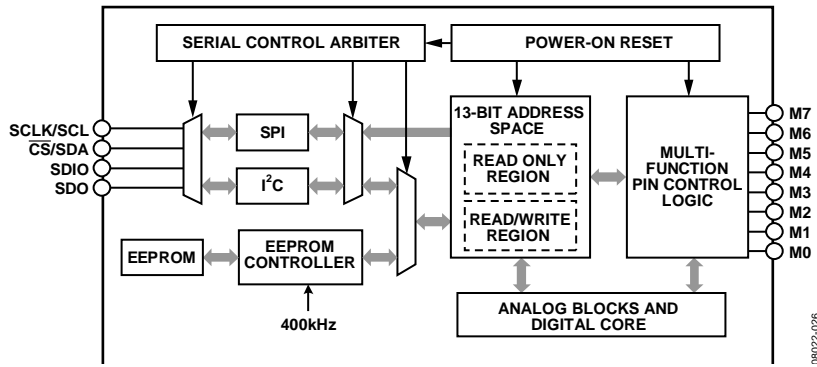 SERIAL CONTROL ARBITER
POWER-ON RESET
SCLK/SCL
CS/SDA
SDIO
SDO
SPI
I²C
13-BIT ADDRESS
SPACE
READ ONLY
REGION
READ/WRITE
REGION
MULTI-
FUNCTION
PIN CONTROL
LOGIC
M7
M6
M5
M4
M3
M2
M1
M0
EEPROM
EEPROM
CONTROLLER
400kHz
ANALOG BLOCKS AND
DIGITAL CORE
08022-026